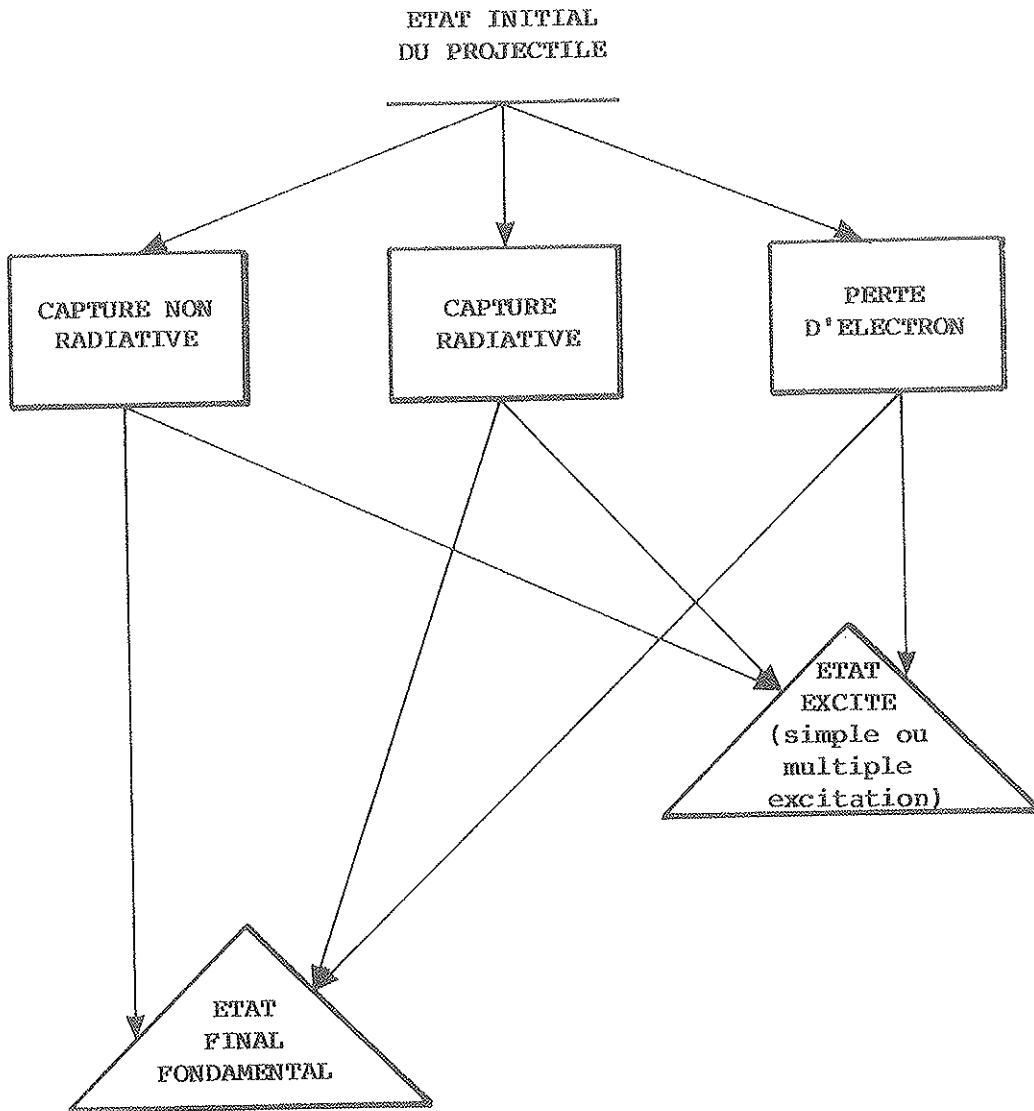 ETAT INITIAL
DU PROJECTILE
CAPTURE NON
RADIATIVE
CAPTURE
RADIATIVE
PERTE
D'ELECTRON
ETAT
EXCITE
(simple ou
multiple
excitation)
ETAT
FINAL
FONDAMENTAL